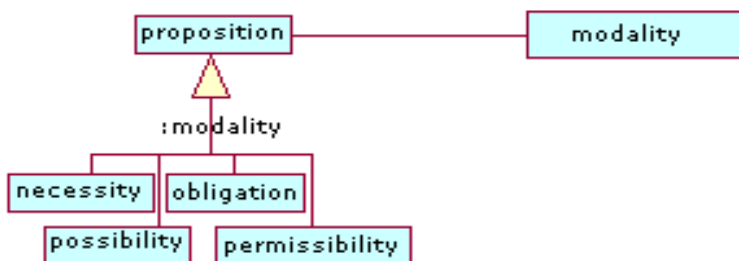 proposition
modality
:modality
necessity
obligation
possibility
permissibility